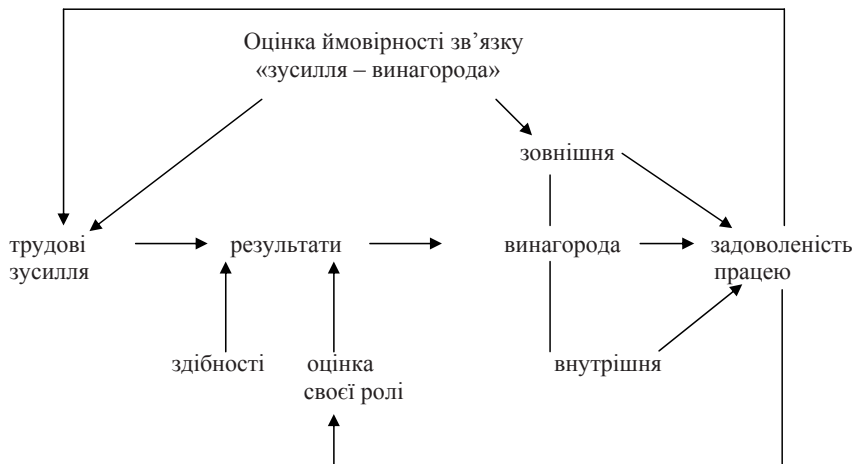 Оцінка ймовірності зв’язку
«зусилля – винагорода»
зовнішня
трудові
зусилля
результати
винагорода
задоволеність
працею
здібності
оцінка
своєї ролі
внутрішня